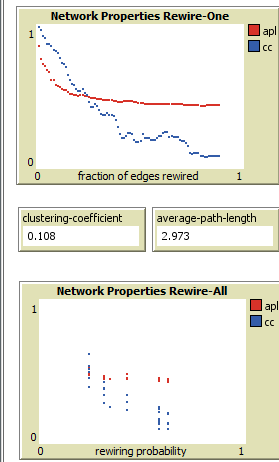 Network Properties Rewire-One
1
apl
cc
0
0
fraction of edges rewired
1
clustering-coefficient
0.108
average-path-length
2.973
Network Properties Rewire-All
1
apl
cc
0
0
rewiring probability
1